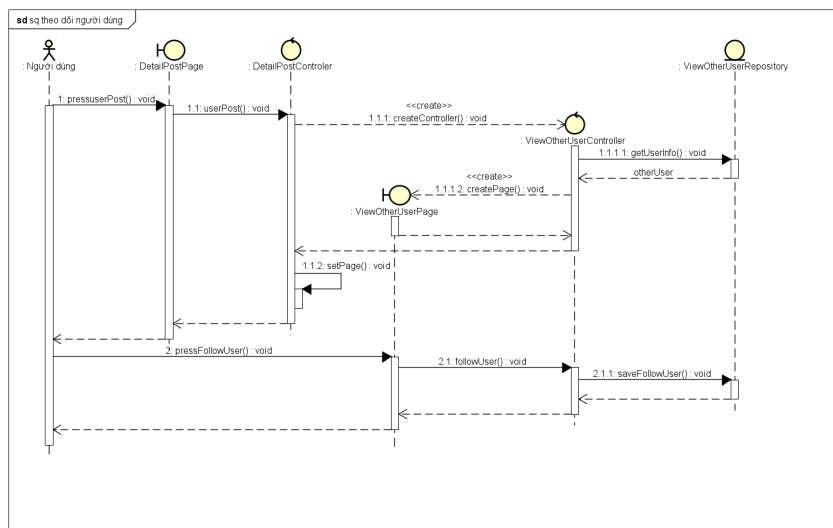 sd sq theo dõi người dùng
: Người dùng
: DetailPostPage
: DetailPostControler
: ViewOtherUserRepository
1: pressuserPost() : void
1.1: userPost() : void
<<create>>
1.1.1: createController() : void
: ViewOtherUserController
1.1.1.1: getUserInfo() : void
otherUser
<<create>>
1.1.1.2: createPage() : void
: ViewOtherUserPage
1.1.2: setPage() : void
2: pressFollowUser() : void
2.1: followUser() : void
2.1.1: saveFollowUser() : void